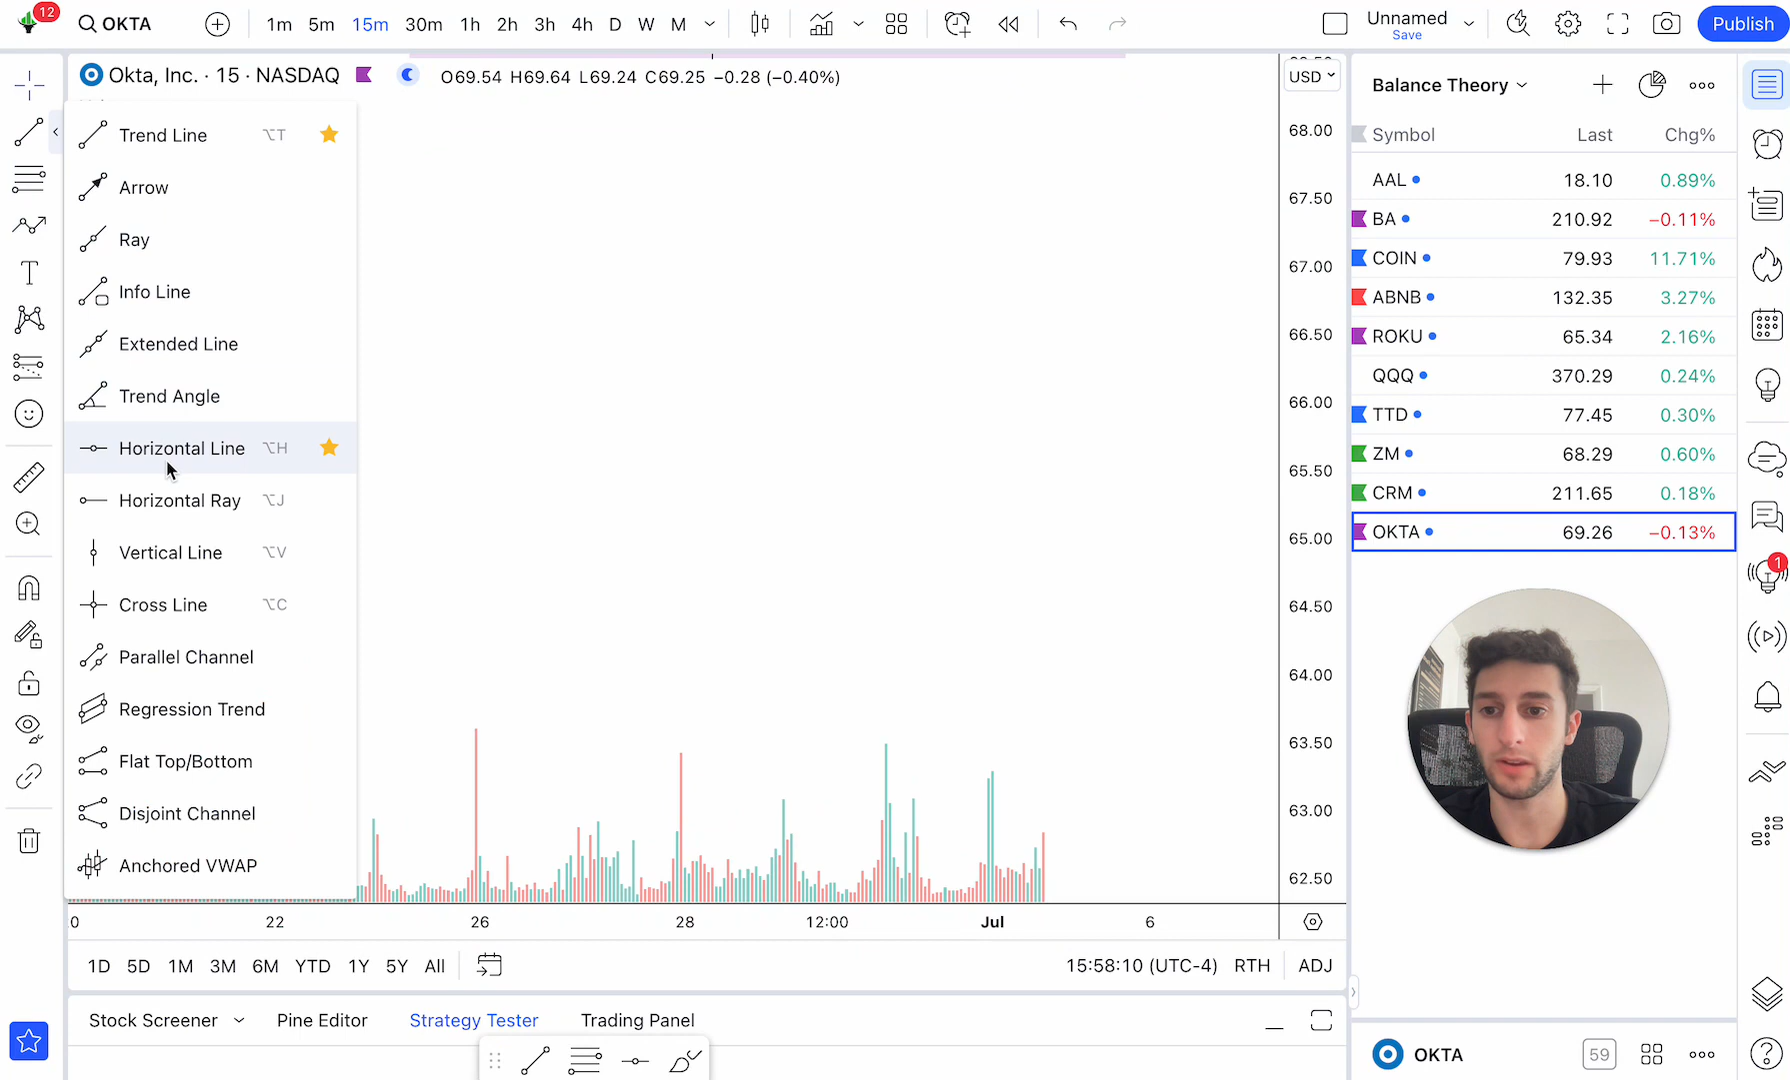 12
OKTA
1m 5m 15m 30m 1h 2h 3h 4h D W M
Unnamed
Save
Publish
Okta, Inc. · 15 · NASDAQ
O69.54 H69.64 L69.24 C69.25 −0.28 (−0.40%)
USD
Trend Line ⌥T
Arrow
Ray
Info Line
Extended Line
Trend Angle
Horizontal Line ⌥H
Horizontal Ray ⌥J
Vertical Line ⌥V
Cross Line ⌥C
Parallel Channel
Regression Trend
Flat Top/Bottom
Disjoint Channel
Anchored VWAP
68.00
67.50
67.00
66.50
66.00
65.50
65.00
64.50
64.00
63.50
63.00
62.50
0 22 26 28 12:00 Jul 6
1D 5D 1M 3M 6M YTD 1Y 5Y All
15:58:10 (UTC-4) RTH ADJ
Stock Screener Pine Editor Strategy Tester Trading Panel
Balance Theory
Symbol Last Chg%
AAL 18.10 0.89%
BA 210.92 −0.11%
COIN 79.93 11.71%
ABNB 132.35 3.27%
ROKU 65.34 2.16%
QQQ 370.29 0.24%
TTD 77.45 0.30%
ZM 68.29 0.60%
CRM 211.65 0.18%
OKTA 69.26 −0.13%
1
OKTA 59